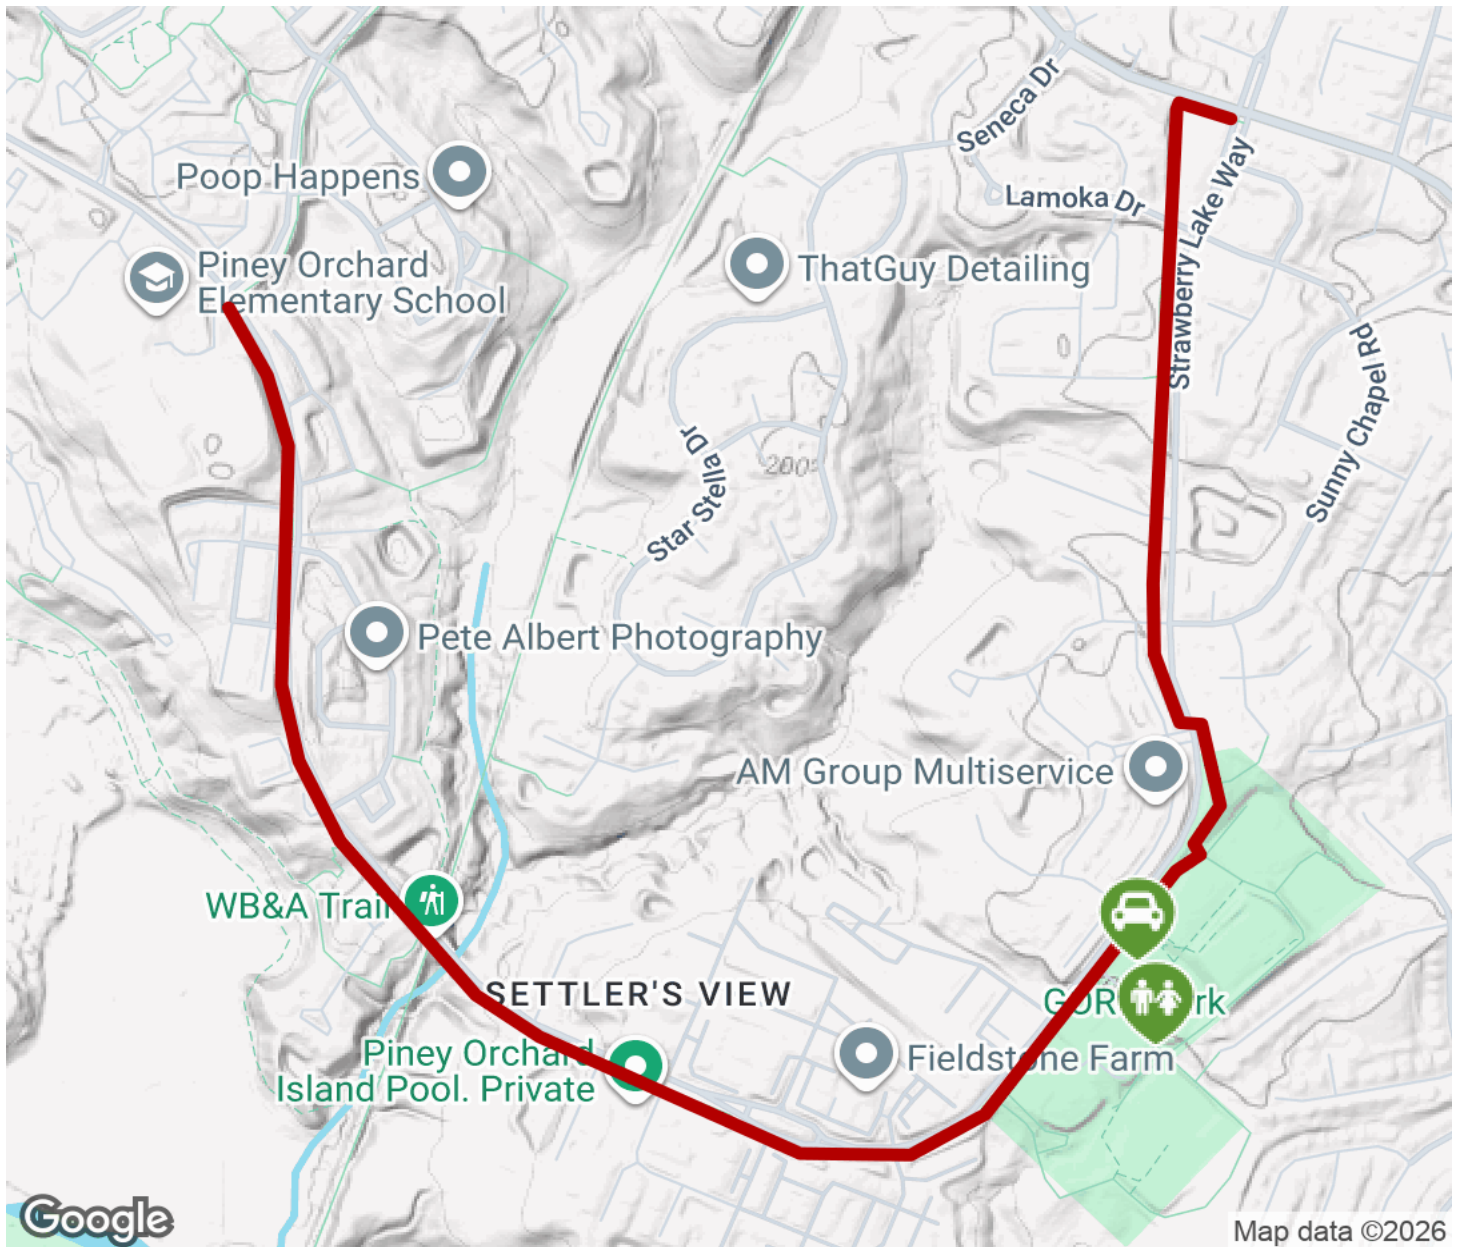 Seneca Dr
Poop Happens
Lamoka Dr
Strawberry Lake Way
Piney Orchard
Elementary School
ThatGuy Detailing
Sunny Chapel Rd
Star Stella Dr
Pete Albert Photography
AM Group Multiservice
WB&A Trail
SETTLER'S VIEW
Piney Orchard
Island Pool. Private
Fieldstone Farm
Google
Map data ©2026